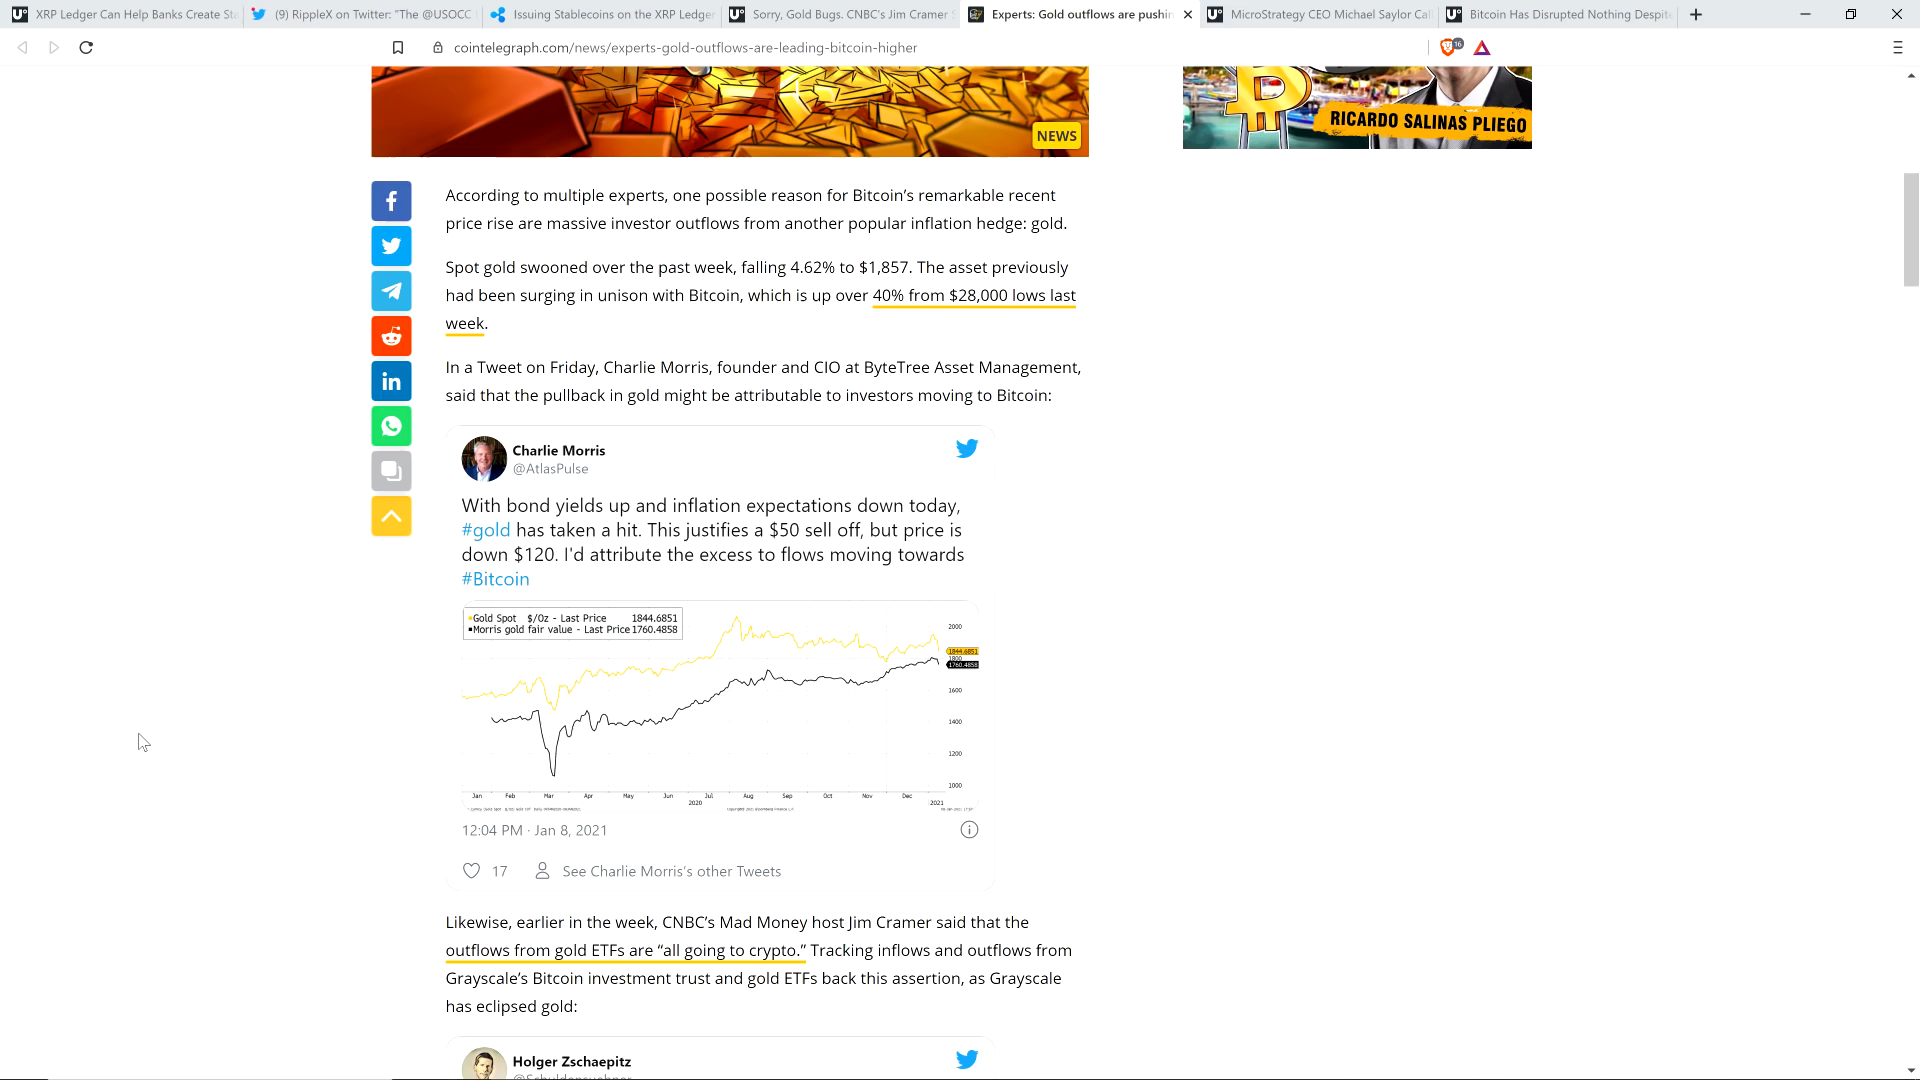 XRP Ledger Can Help Banks Create St
(9) RippleX on Twitter: "The @USOCC
Issuing Stablecoins on the XRP Ledger
Sorry, Gold Bugs. CNBC's Jim Cramer S
Experts: Gold outflows are pushin
MicroStrategy CEO Michael Saylor Cal
Bitcoin Has Disrupted Nothing Despite
cointelegraph.com/news/experts-gold-outflows-are-leading-bitcoin-higher
16
NEWS
RICARDO SALINAS PLIEGO
According to multiple experts, one possible reason for Bitcoin’s remarkable recent
price rise are massive investor outflows from another popular inflation hedge: gold.
Spot gold swooned over the past week, falling 4.62% to $1,857. The asset previously
had been surging in unison with Bitcoin, which is up over 40% from $28,000 lows last
week.
In a Tweet on Friday, Charlie Morris, founder and CIO at ByteTree Asset Management,
said that the pullback in gold might be attributable to investors moving to Bitcoin:
Charlie Morris
@AtlasPulse
With bond yields up and inflation expectations down today,
#gold has taken a hit. This justifies a $50 sell off, but price is
down $120. I'd attribute the excess to flows moving towards
#Bitcoin
Gold Spot $/Oz - Last Price 1844.6851
Morris gold fair value - Last Price 1760.4858
2000
1844.6851
1800
1760.4858
1600
1400
1200
1000
Jan Feb Mar Apr May Jun Jul Aug Sep Oct Nov Dec
2020 2021
12:04 PM · Jan 8, 2021
17 See Charlie Morris's other Tweets
Likewise, earlier in the week, CNBC’s Mad Money host Jim Cramer said that the
outflows from gold ETFs are “all going to crypto.” Tracking inflows and outflows from
Grayscale’s Bitcoin investment trust and gold ETFs back this assertion, as Grayscale
has eclipsed gold:
Holger Zschaepitz